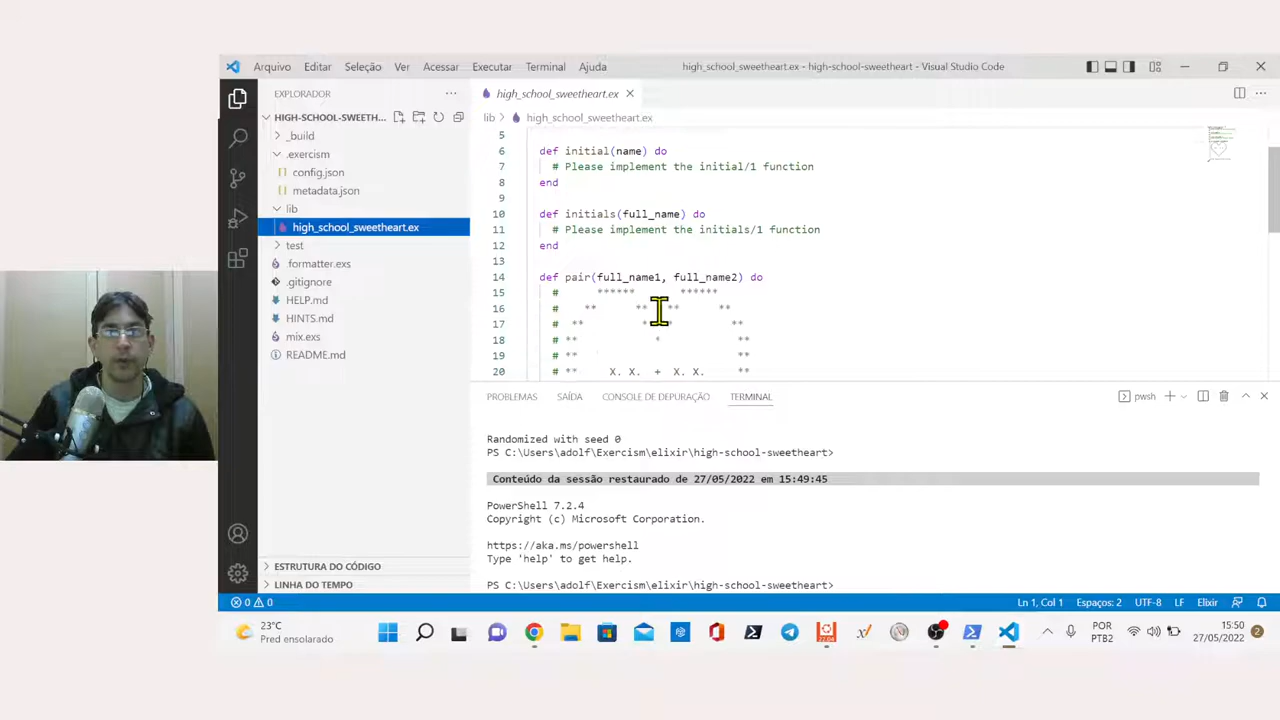 Arquivo Editar Seleção Ver Acessar Executar Terminal Ajuda high_school_sweetheart.ex - high-school-sweetheart - Visual Studio Code
EXPLORADOR ...
high_school_sweetheart.ex
HIGH-SCHOOL-SWEETH...
lib > high_school_sweetheart.ex
_build
.exercism
config.json
metadata.json
lib
high_school_sweetheart.ex
test
.formatter.exs
.gitignore
HELP.md
HINTS.md
mix.exs
README.md
ESTRUTURA DO CÓDIGO
LINHA DO TEMPO
5
6 def initial(name) do
7 # Please implement the initial/1 function
8 end
9
10 def initials(full_name) do
11 # Please implement the initials/1 function
12 end
13
14 def pair(full_name1, full_name2) do
15 # ****** ******
16 # ** ** ** **
17 # ** * * **
18 # ** * **
19 # ** **
20 # ** X. X. + X. X. **
PROBLEMAS SAÍDA CONSOLE DE DEPURAÇÃO TERMINAL pwsh
Randomized with seed 0
PS C:\Users\adolf\Exercism\elixir\high-school-sweetheart>
Conteúdo da sessão restaurado de 27/05/2022 em 15:49:45
PowerShell 7.2.4
Copyright (c) Microsoft Corporation.
https://aka.ms/powershell
Type 'help' to get help.
PS C:\Users\adolf\Exercism\elixir\high-school-sweetheart>
0 0 Ln 1, Col 1 Espaços: 2 UTF-8 LF Elixir
23°C
Pred ensolarado
22.04
POR
PTB2
15:50
27/05/2022
2